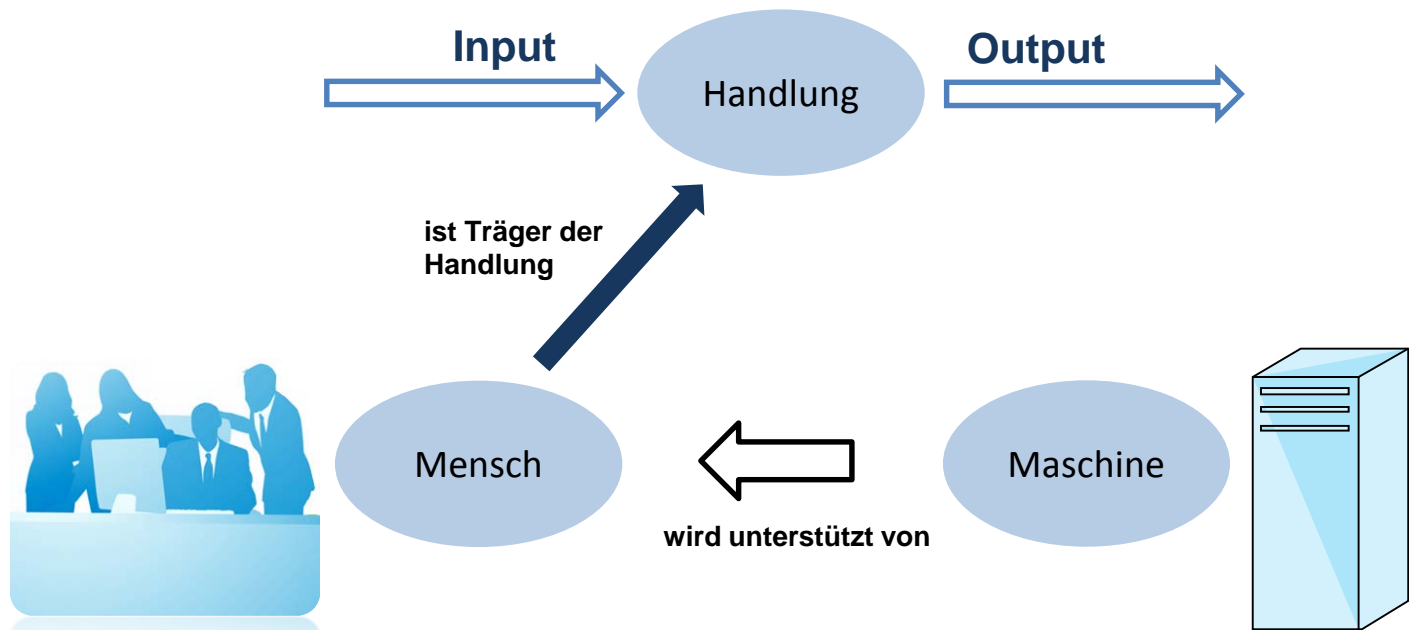 Input
Output
Handlung
ist Träger der
Handlung
Mensch
Maschine
wird unterstützt von